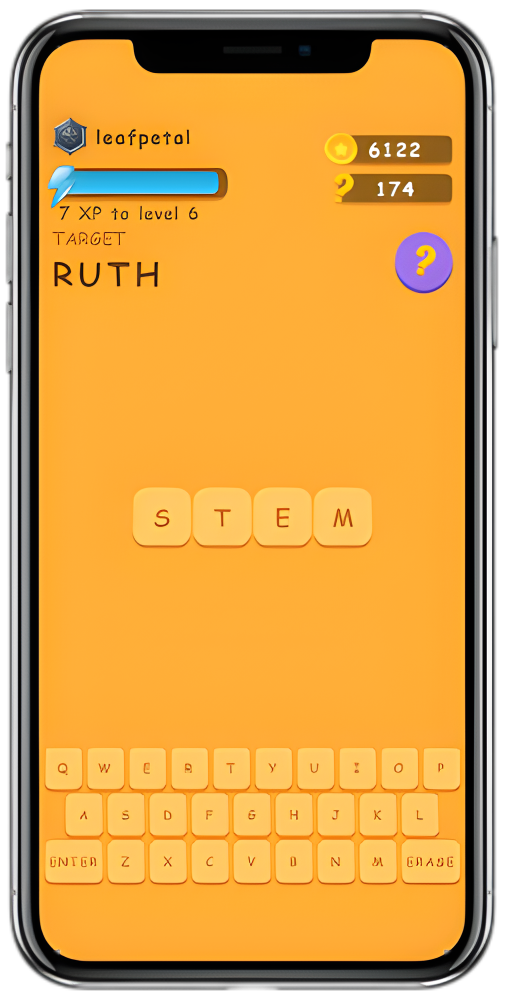 leafpetal
6122
174
7 XP to level 6
TARGET
RUTH
?
S T E M
Q W E R T Y U I O P
A S D F G H J K L
ENTER Z X C V B N M ERASE